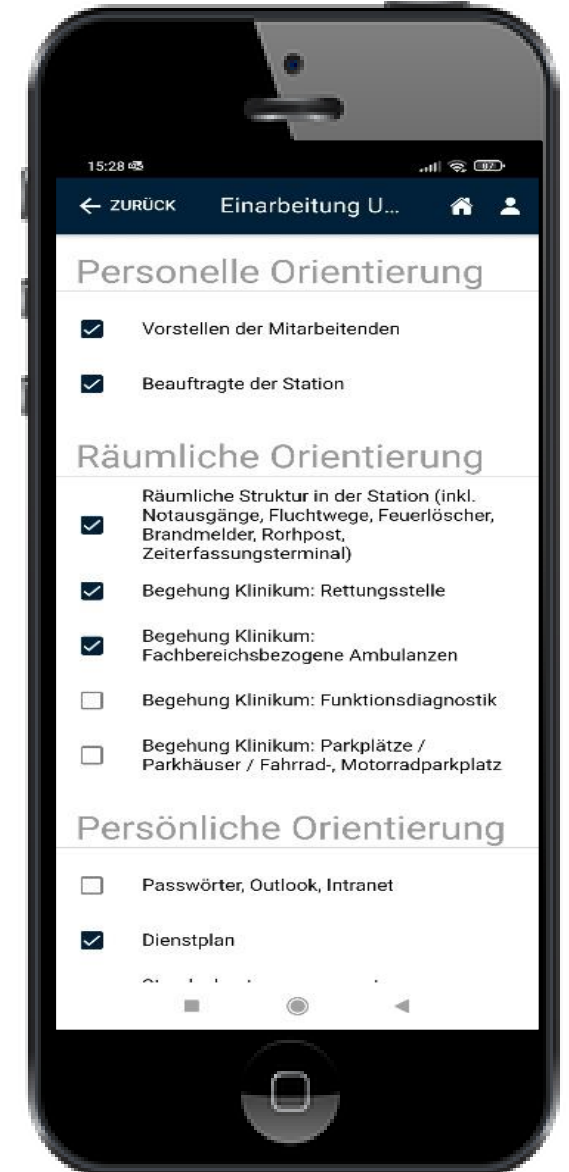 15:28
87
ZURÜCK Einarbeitung U...
Personelle Orientierung
Vorstellen der Mitarbeitenden
Beauftragte der Station
Räumliche Orientierung
Räumliche Struktur in der Station (inkl.
Notausgänge, Fluchtwege, Feuerlöscher,
Brandmelder, Rorhpost,
Zeiterfassungsterminal)
Begehung Klinikum: Rettungsstelle
Begehung Klinikum:
Fachbereichsbezogene Ambulanzen
Begehung Klinikum: Funktionsdiagnostik
Begehung Klinikum: Parkplätze /
Parkhäuser / Fahrrad-, Motorradparkplatz
Persönliche Orientierung
Passwörter, Outlook, Intranet
Dienstplan